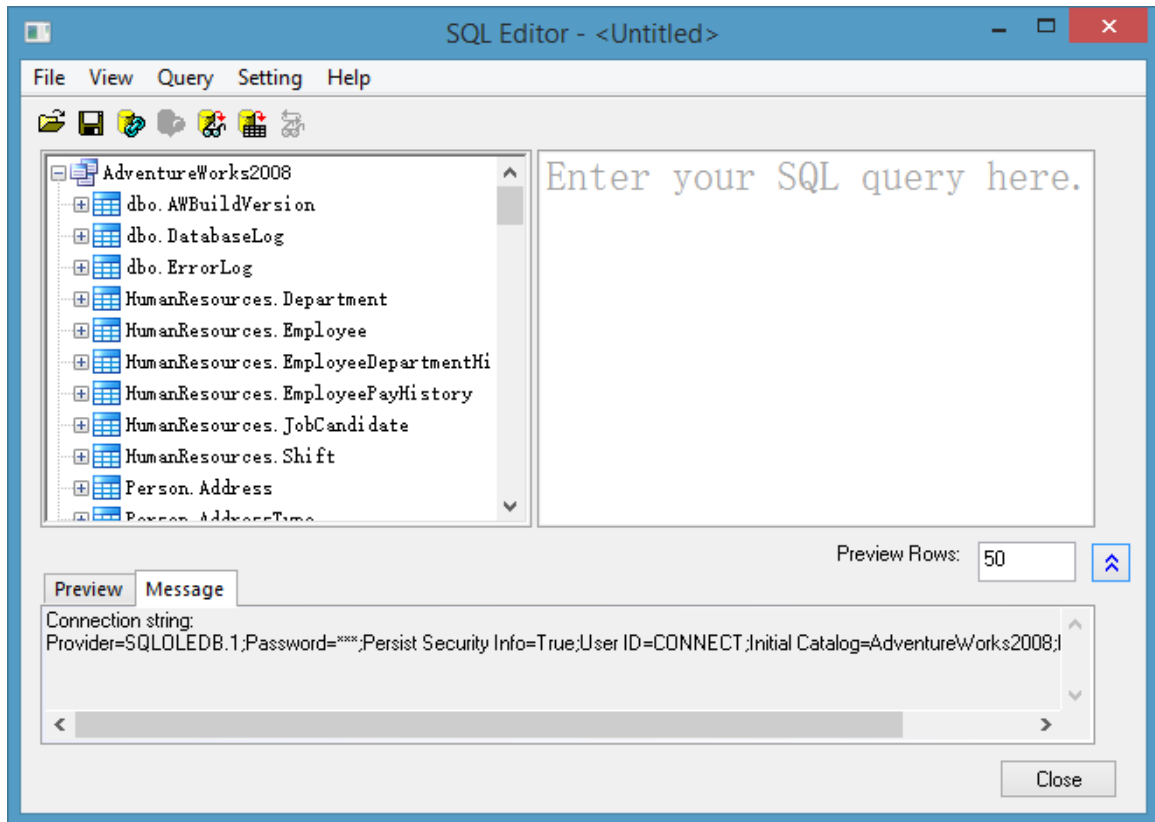 SQL Editor - <Untitled>
File View Query Setting Help
AdventureWorks2008
dbo.AWBuildVersion
dbo.DatabaseLog
dbo.ErrorLog
HumanResources.Department
HumanResources.Employee
HumanResources.EmployeeDepartmentHi
HumanResources.EmployeePayHistory
HumanResources.JobCandidate
HumanResources.Shift
Person.Address
Person.AddressType
Enter your SQL query here.
Preview Rows: 50
Preview Message
Connection string:
Provider=SQLOLEDB.1;Password=***;Persist Security Info=True;User ID=CONNECT;Initial Catalog=AdventureWorks2008;
Close